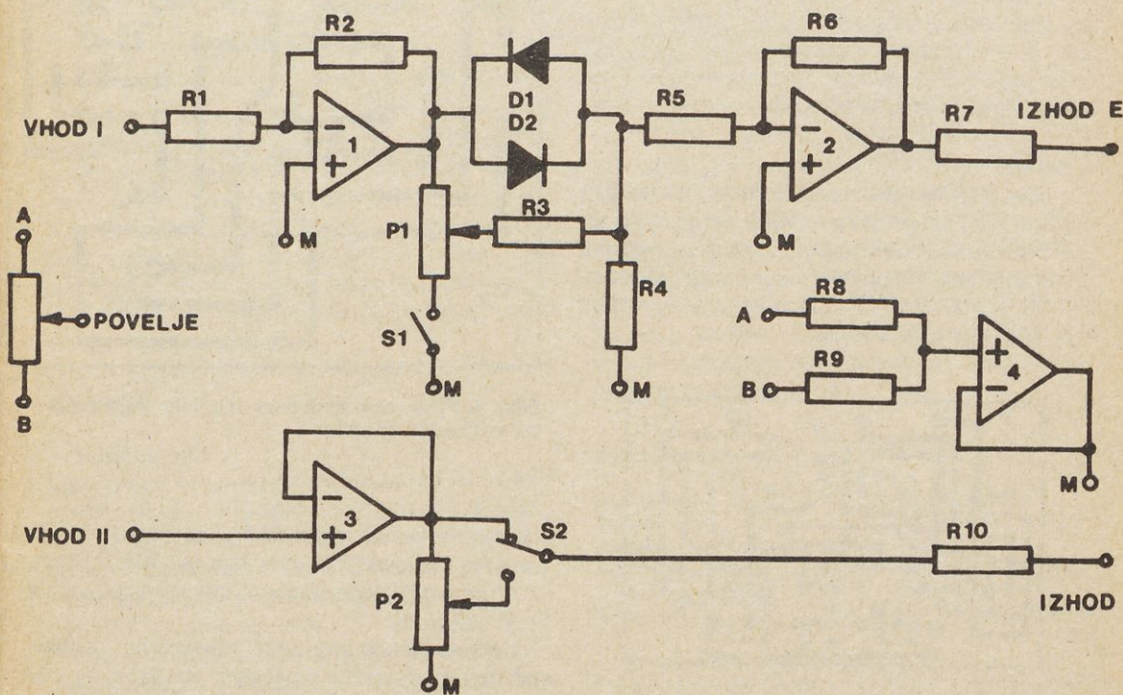 R2
R6
R1
D1
D2
R5
R7
IZHOD E
VHOD I
−
+
1
−
+
2
M
P1
R3
M
A
R4
POVELJE
S1
A
R8
B
R9
+
−
4
B
M
M
M
VHOD II
−
+
3
S2
R10
P2
IZHOD
M